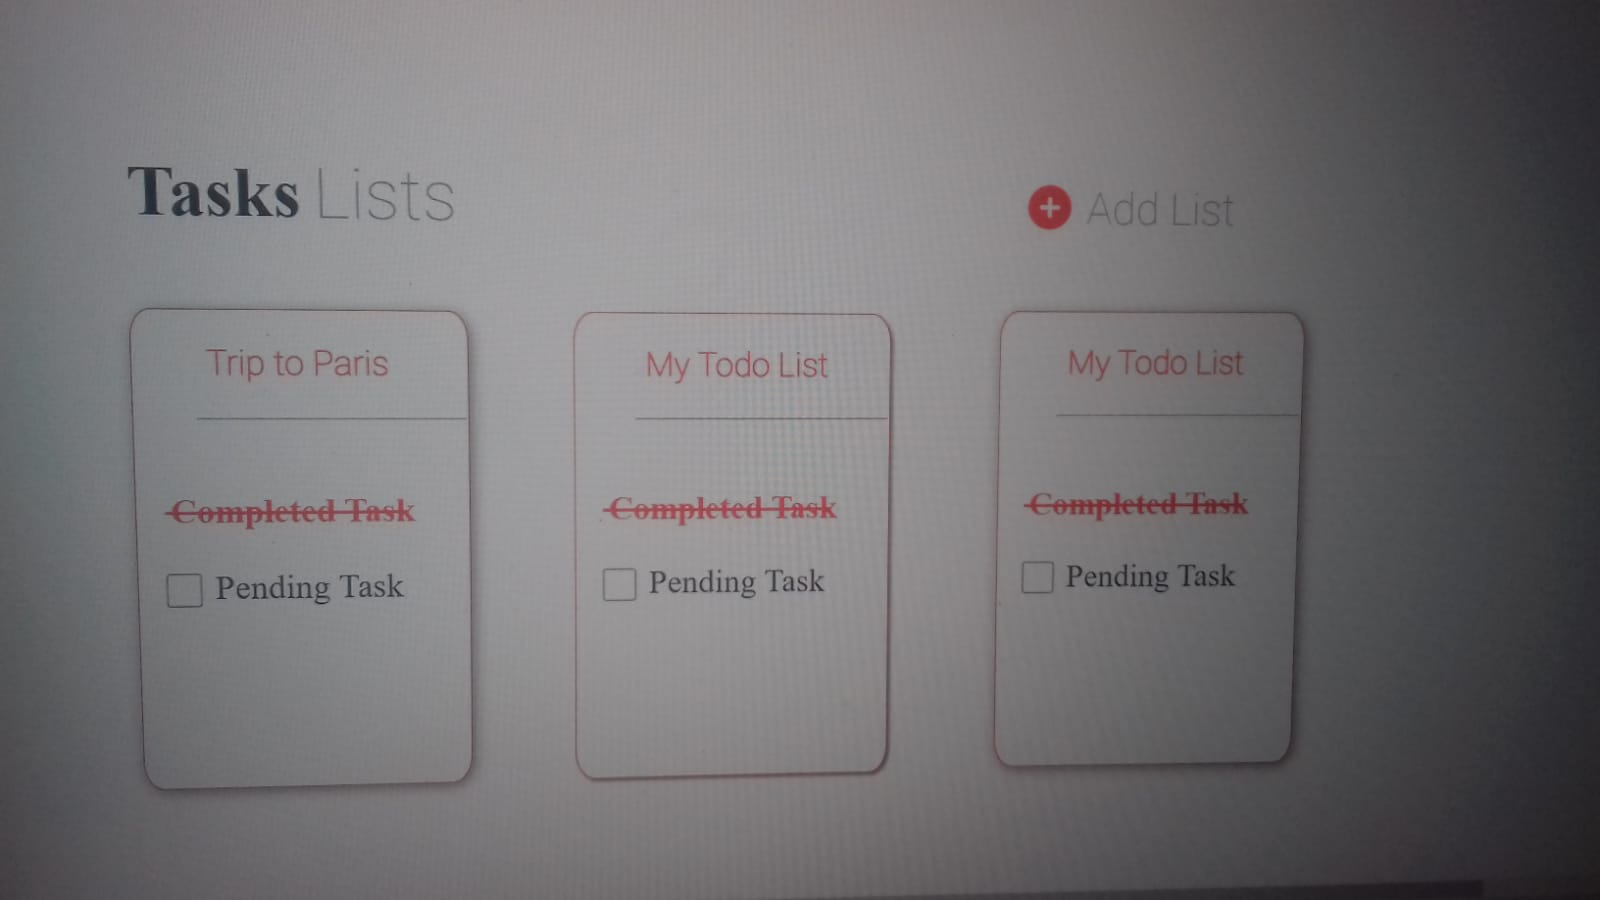 Tasks Lists
Add List
Trip to Paris
Completed Task
Pending Task
My Todo List
Completed Task
Pending Task
My Todo List
Completed Task
Pending Task